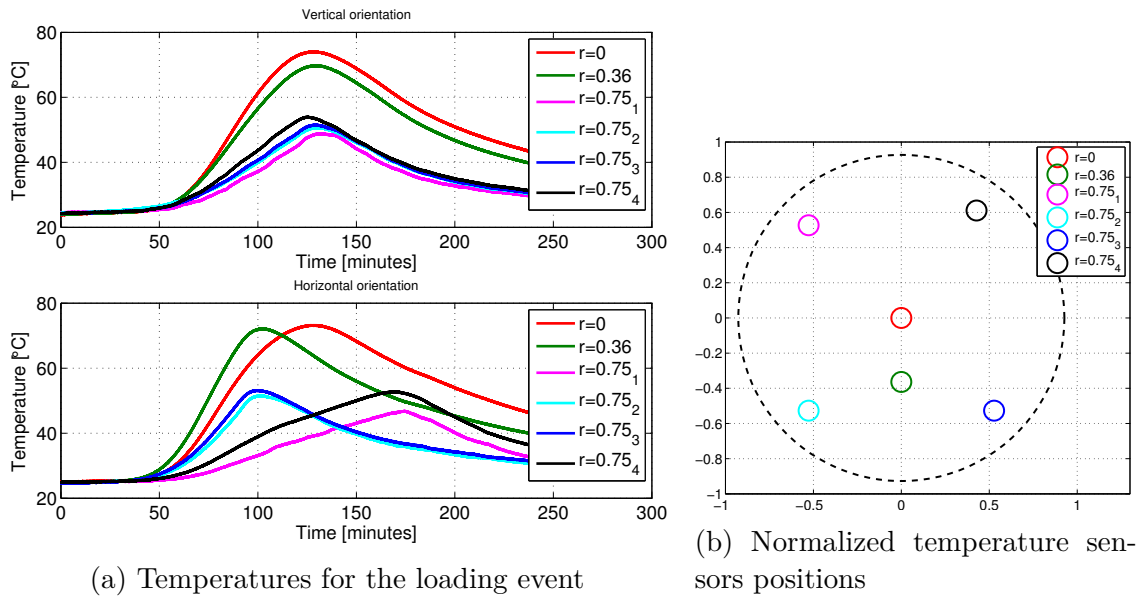 Vertical orientation
Temperature [°C]
80
60
40
20
0 50 100 150 200 250 300
Time [minutes]
r=0
r=0.36
r=0.75₁
r=0.75₂
r=0.75₃
r=0.75₄
Horizontal orientation
Temperature [°C]
80
60
40
20
0 50 100 150 200 250 300
Time [minutes]
r=0
r=0.36
r=0.75₁
r=0.75₂
r=0.75₃
r=0.75₄
(a) Temperatures for the loading event
1
0.8
0.6
0.4
0.2
0
−0.2
−0.4
−0.6
−0.8
−1
−1 −0.5 0 0.5 1
r=0
r=0.36
r=0.75₁
r=0.75₂
r=0.75₃
r=0.75₄
(b) Normalized temperature sen-
sors positions